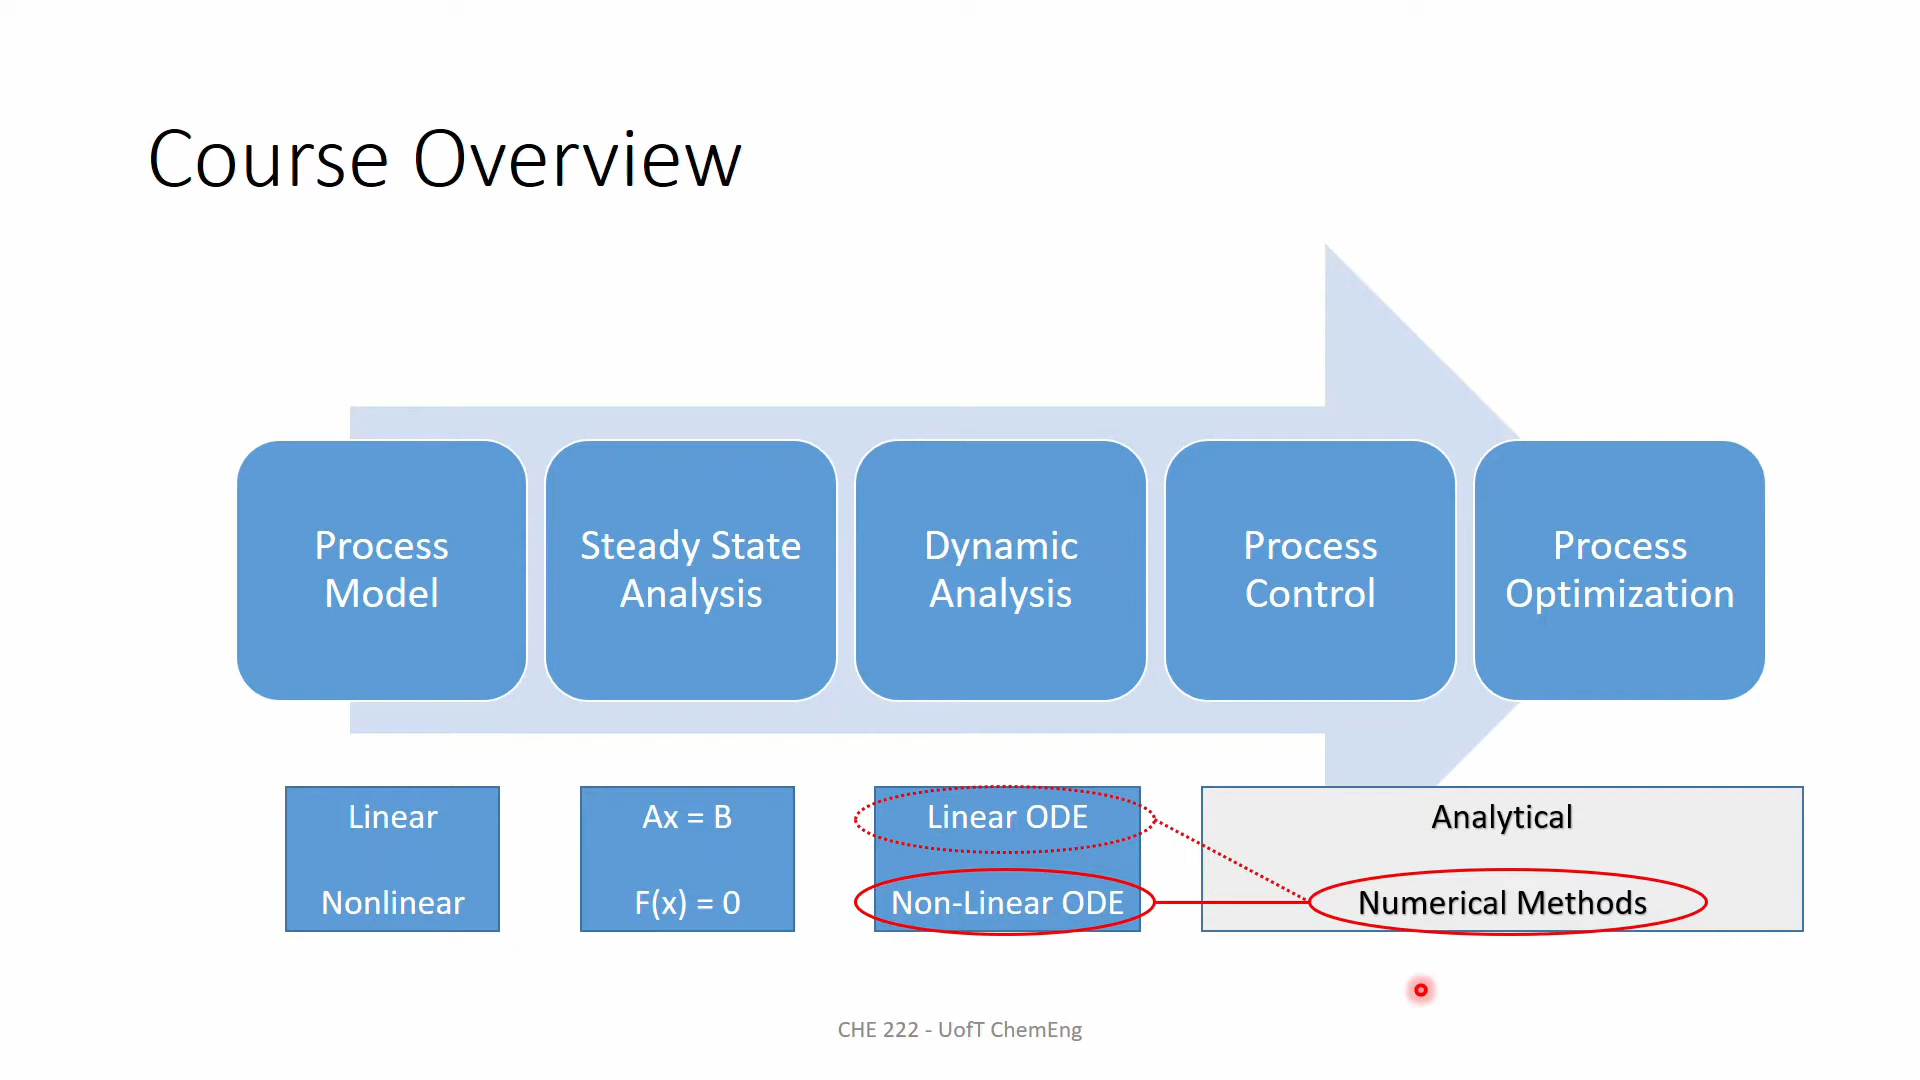 Course Overview
Process
Model
Steady State
Analysis
Dynamic
Analysis
Process
Control
Process
Optimization
Linear
Nonlinear
Ax = B
F(x) = 0
Linear ODE
Non-Linear ODE
Analytical
Numerical Methods
CHE 222 - UofT ChemEng